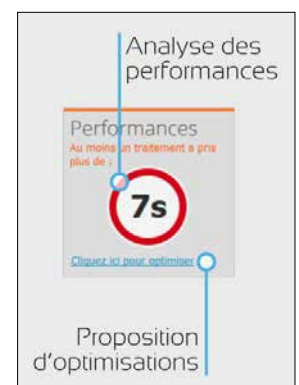 Analyse des
performances
Performances
Au moins un traitement a pris
plus de :
7s
Cliquez ici pour optimiser
Proposition
d'optimisations